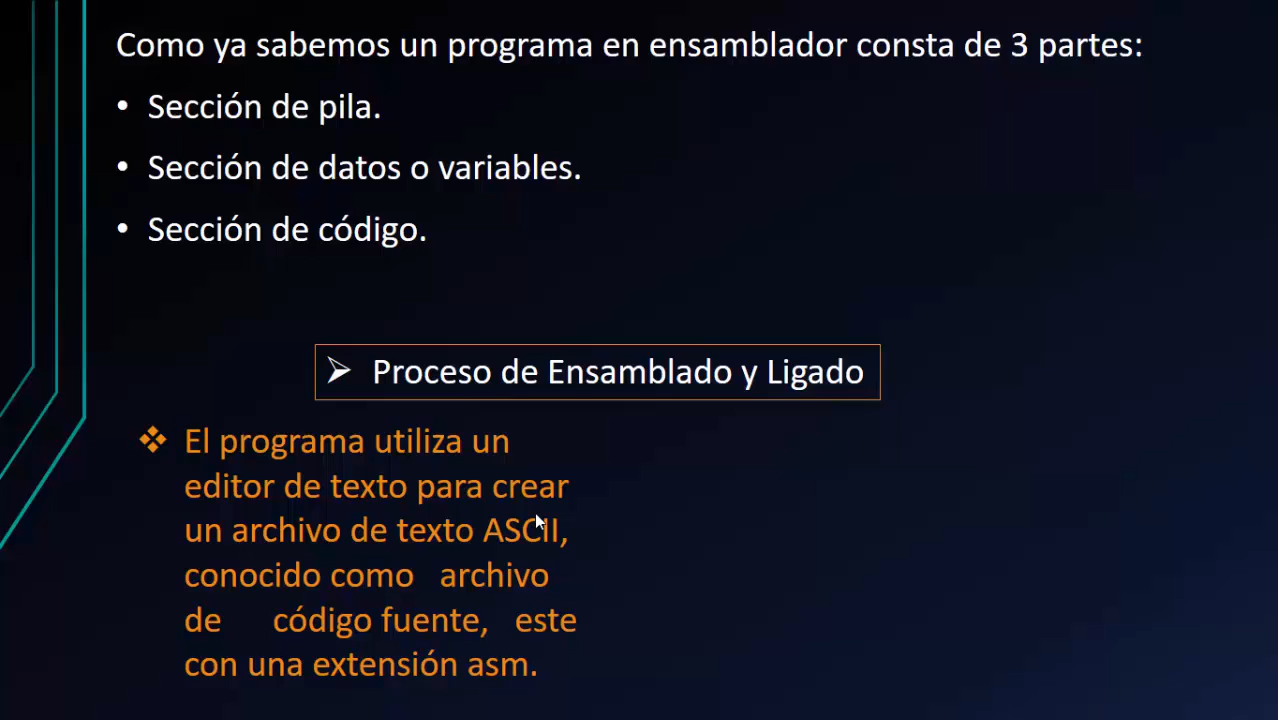 Como ya sabemos un programa en ensamblador consta de 3 partes:
• Sección de pila.
• Sección de datos o variables.
• Sección de código.
➢ Proceso de Ensamblado y Ligado
❖ El programa utiliza un
editor de texto para crear
un archivo de texto ASCII,
conocido como archivo
de código fuente, este
con una extensión asm.